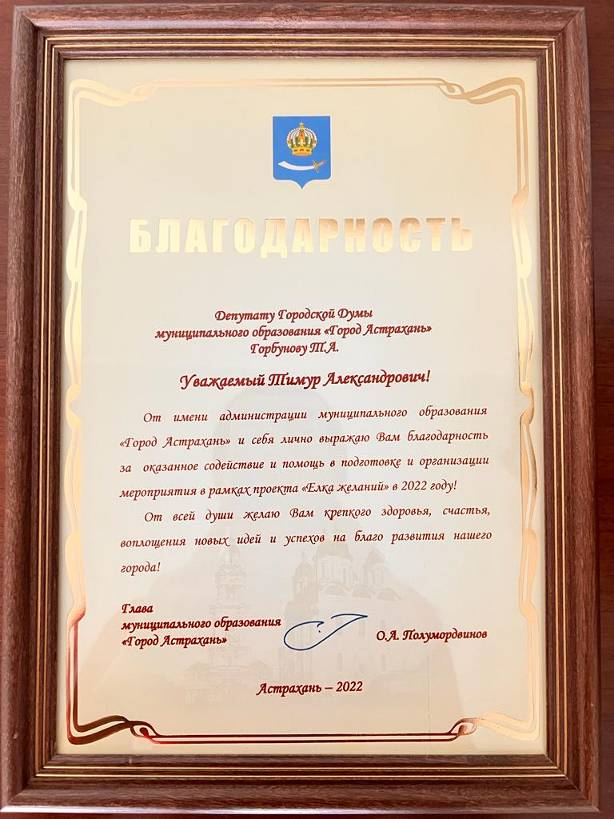 БЛАГОДАРНОСТЬ
Депутату Городской Думы
муниципального образования «Город Астрахань»
Горбунову Т.А.
Уважаемый Тимур Александрович!
От имени администрации муниципального образования
«Город Астрахань» и себя лично выражаю Вам благодарность
за оказанное содействие и помощь в подготовке и организации
мероприятия в рамках проекта «Елка желаний» в 2022 году!
От всей души желаю Вам крепкого здоровья, счастья,
воплощения новых идей и успехов на благо развития нашего
города!
Глава
муниципального образования
«Город Астрахань»
О.А. Полумордвинов
Астрахань – 2022